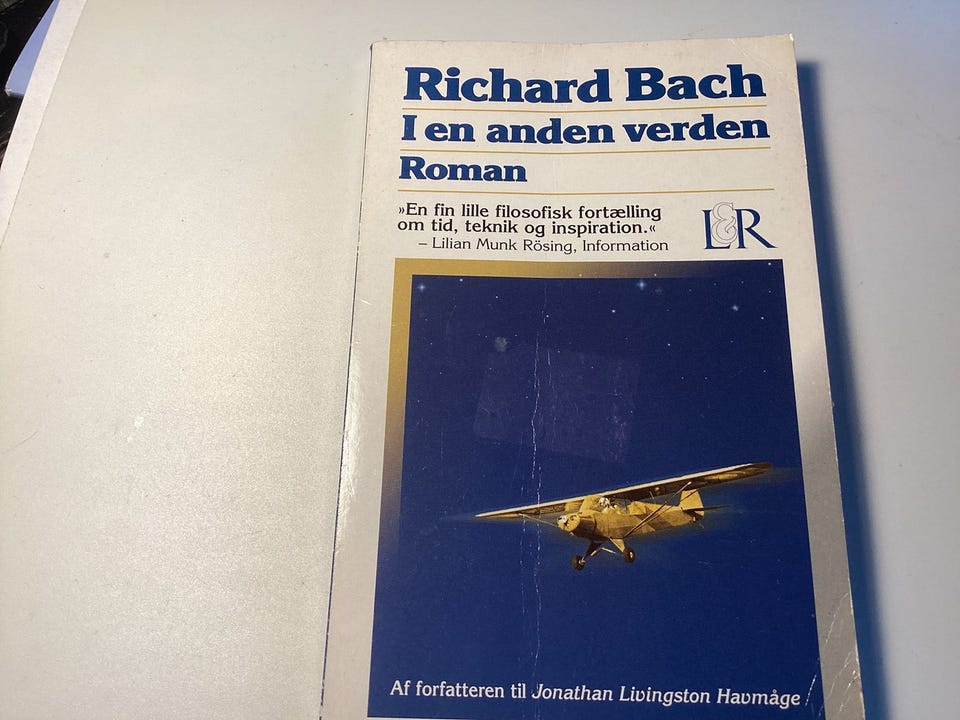 Richard Bach
I en anden verden
Roman
»En fin lille filosofisk fortælling
om tid, teknik og inspiration.«
– Lilian Munk Rösing, Information
L&R
Af forfatteren til Jonathan Livingston Havmåge